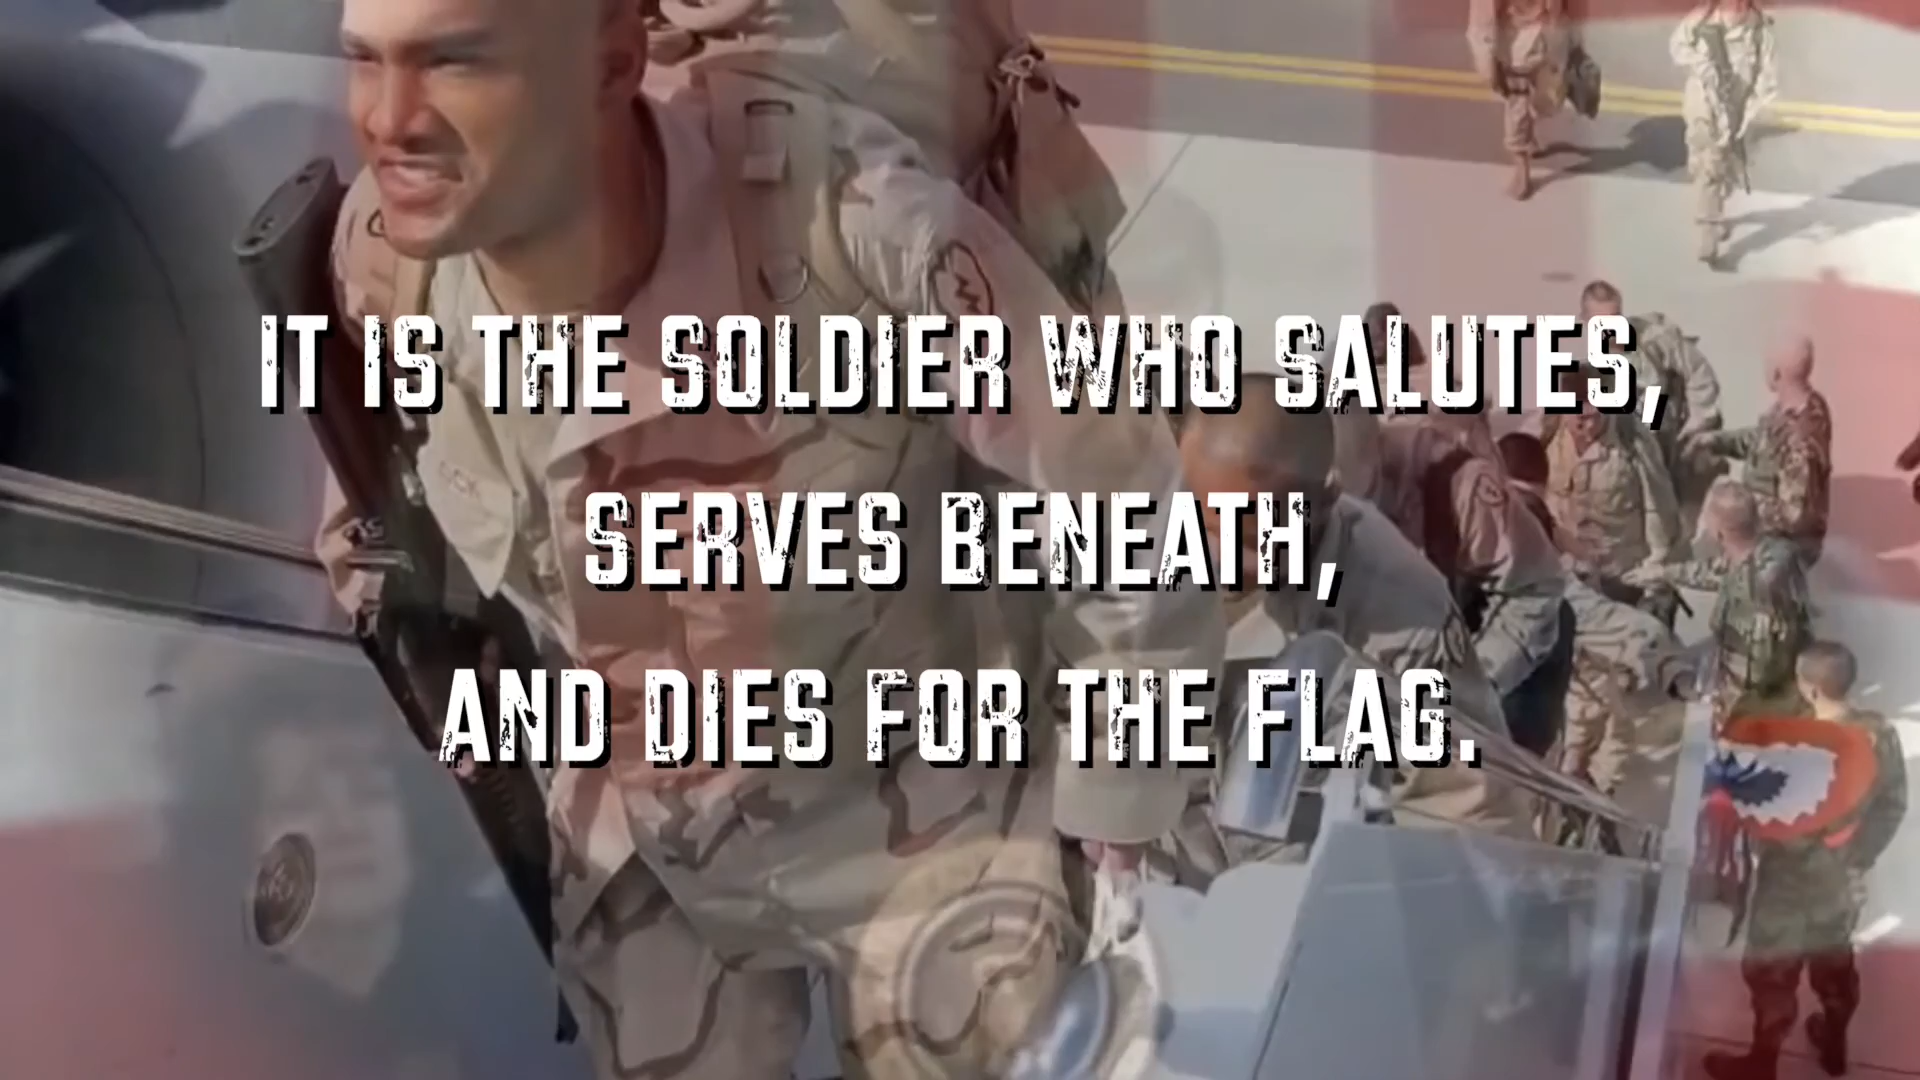 IT IS THE SOLDIER WHO SALUTES,
SERVES BENEATH,
AND DIES FOR THE FLAG.